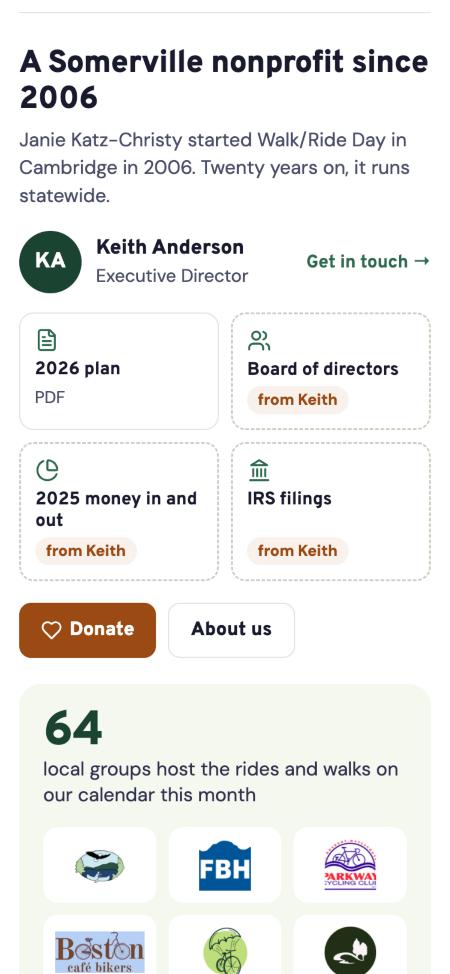 A Somerville nonprofit since
2006
Janie Katz-Christy started Walk/Ride Day in
Cambridge in 2006. Twenty years on, it runs
statewide.
KA
Keith Anderson
Executive Director
Get in touch →
2026 plan
PDF
Board of directors
from Keith
2025 money in and
out
from Keith
IRS filings
from Keith
Donate
About us
64
local groups host the rides and walks on
our calendar this month
FBH
PARKWAY
CYCLING CLUB
Boston
café bikers